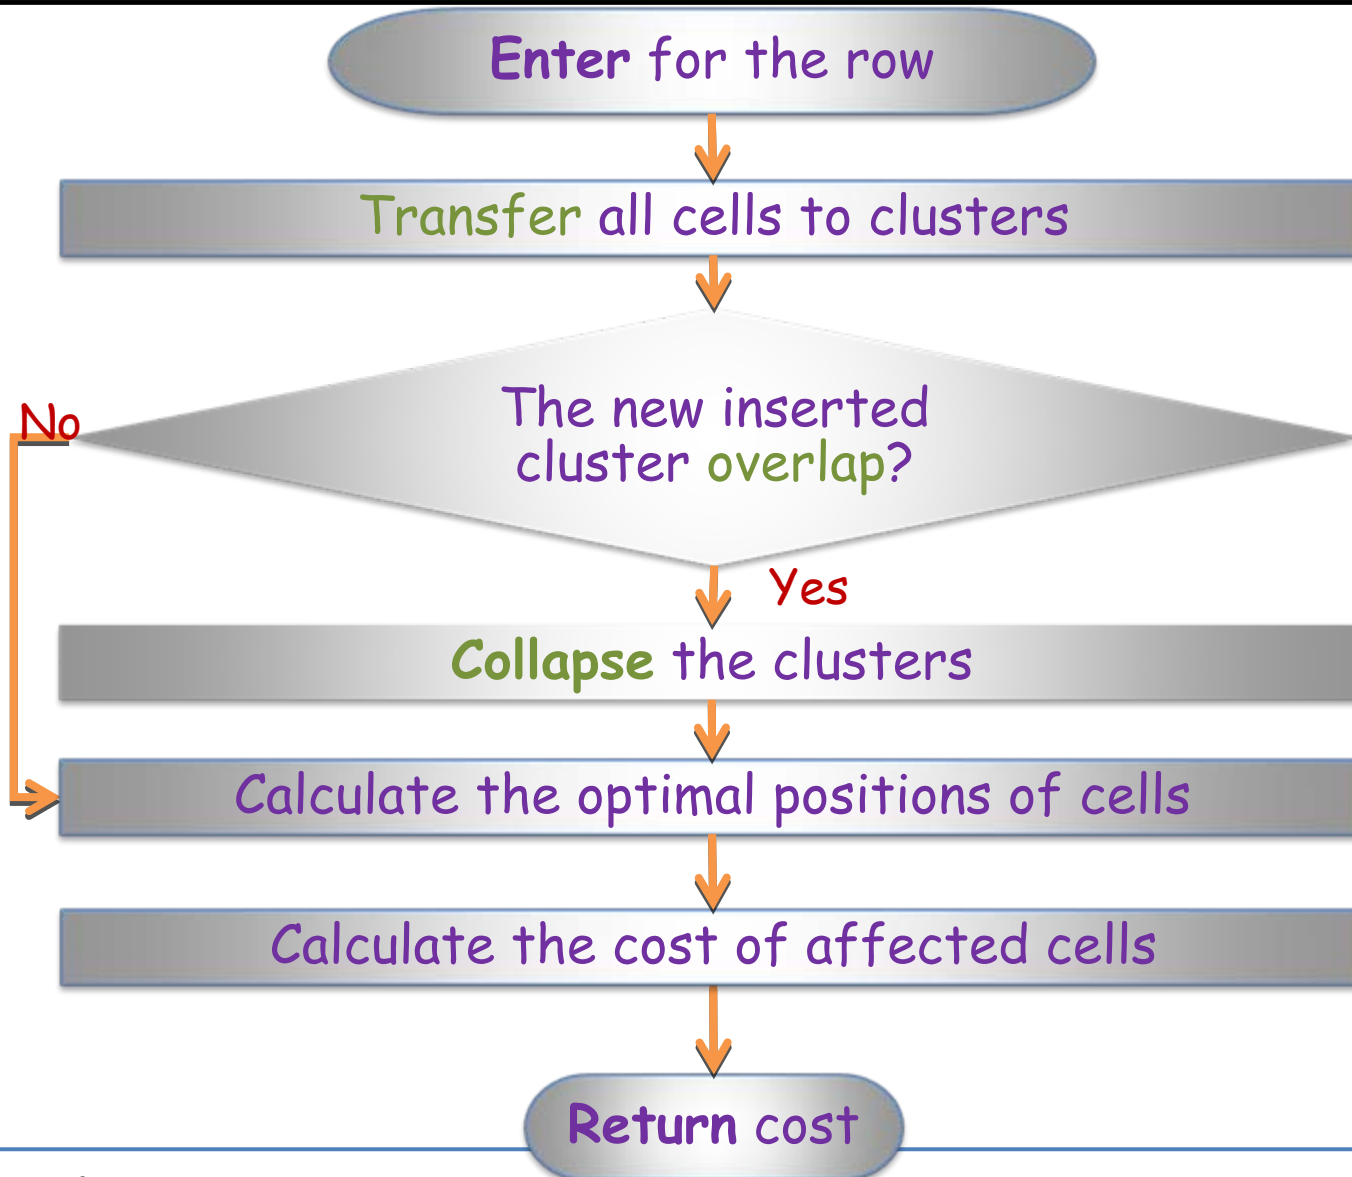 Enter for the row
Transfer all cells to clusters
The new inserted
cluster overlap?
No
Yes
Collapse the clusters
Calculate the optimal positions of cells
Calculate the cost of affected cells
Return cost